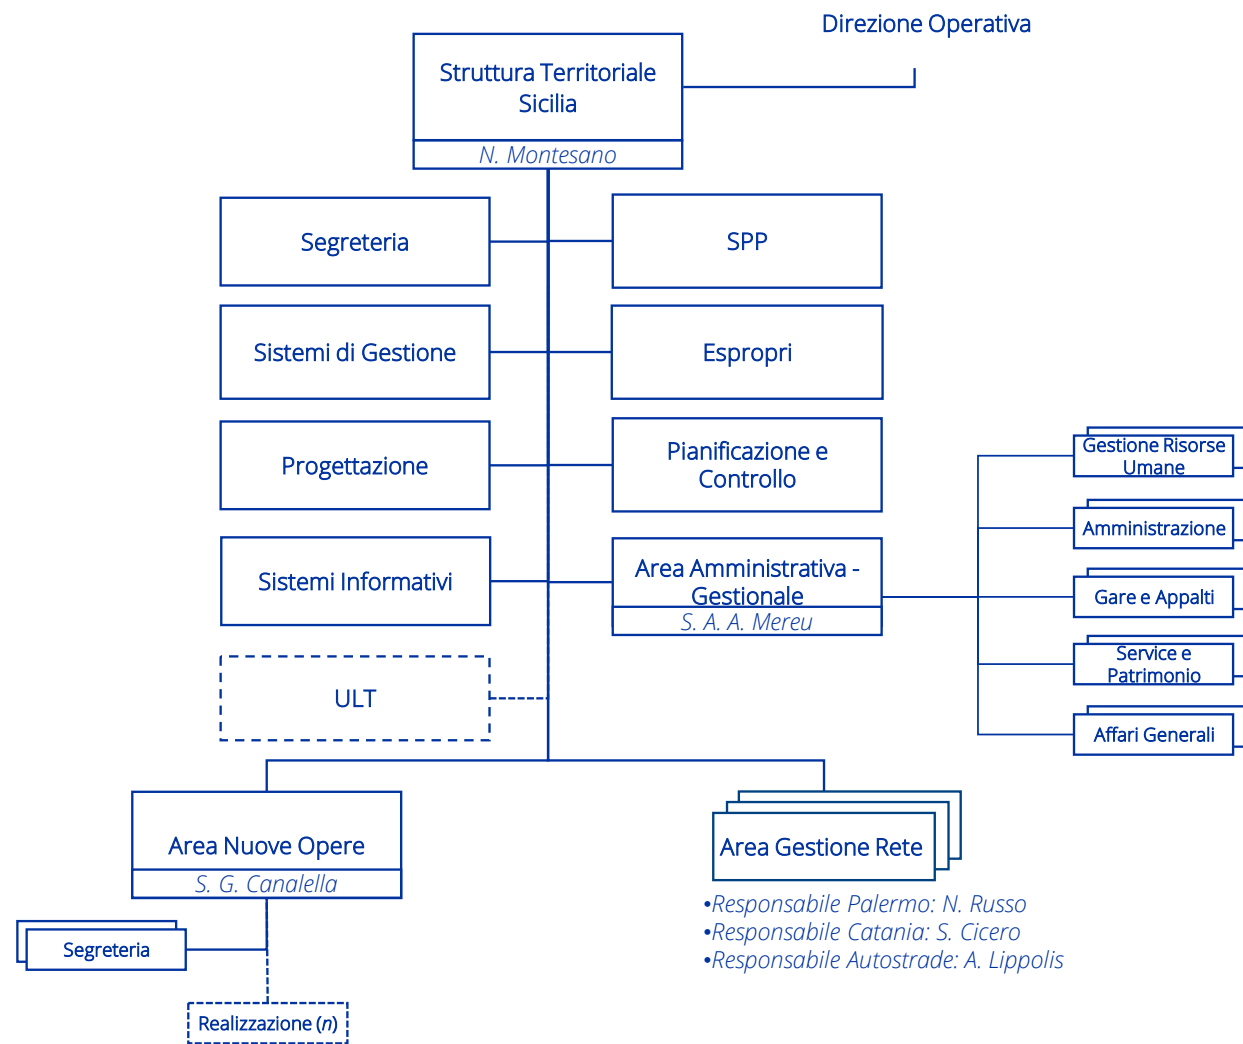 Direzione Operativa
Struttura Territoriale
Sicilia
N. Montesano
Segreteria
SPP
Sistemi di Gestione
Espropri
Progettazione
Pianificazione e
Controllo
Sistemi Informativi
Area Amministrativa -
Gestionale
S. A. A. Mereu
Gestione Risorse
Umane
Amministrazione
Gare e Appalti
Service e
Patrimonio
Affari Generali
ULT
Area Nuove Opere
S. G. Canalella
Segreteria
Realizzazione (n)
Area Gestione Rete
•Responsabile Palermo: N. Russo
•Responsabile Catania: S. Cicero
•Responsabile Autostrade: A. Lippolis